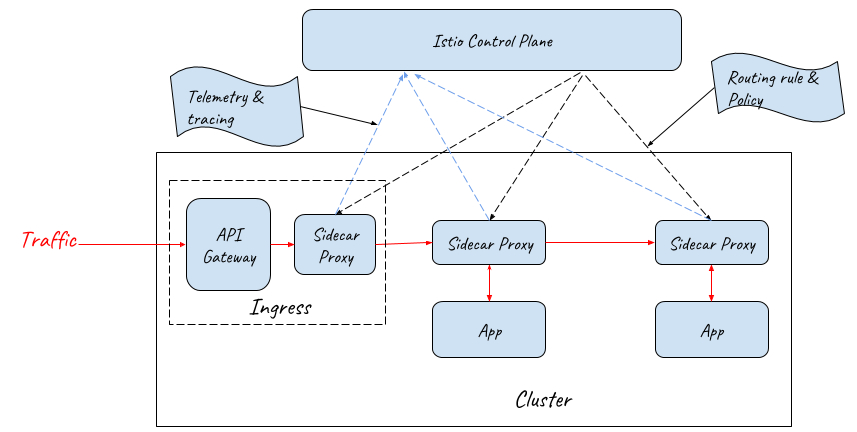 Istio Control Plane
Telemetry &
tracing
Routing rule &
Policy
Traffic
API
Gateway
Sidecar
Proxy
Ingress
Sidecar Proxy
App
Sidecar Proxy
App
Cluster